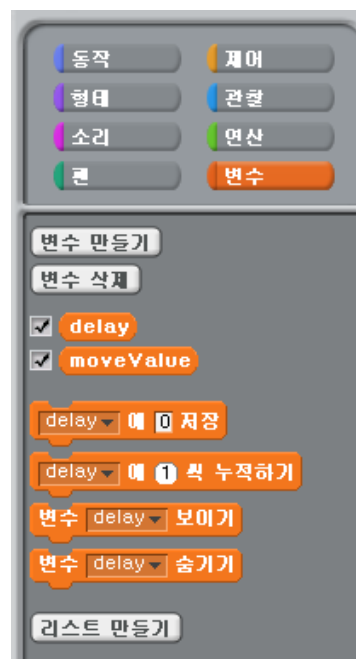 동작 제어
형태 관찰
소리 연산
펜 변수
변수 만들기
변수 삭제
delay
moveValue
delay 에 0 저장
delay 에 1 씩 누적하기
변수 delay 보이기
변수 delay 숨기기
리스트 만들기